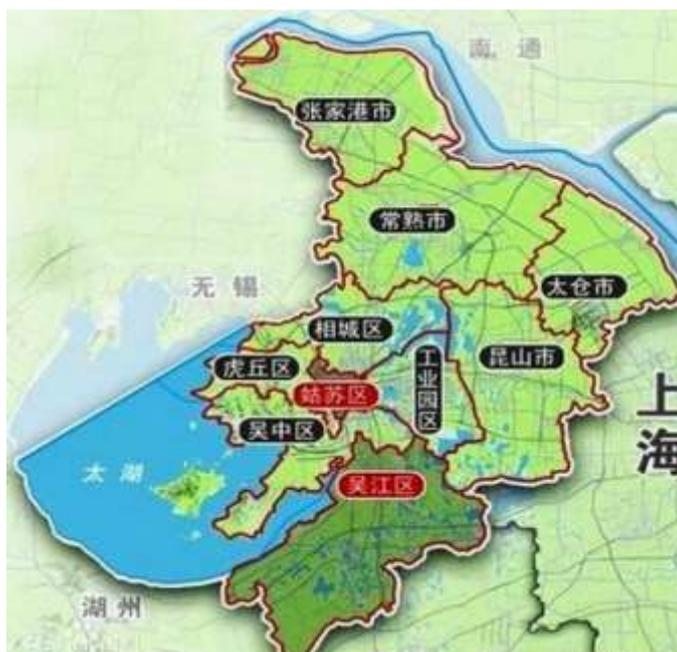 南通
张家港市
常熟市
太仓市
无锡
相城区
虎丘区
姑苏区
工业园区
昆山市
吴中区
上海
太湖
吴江区
湖州